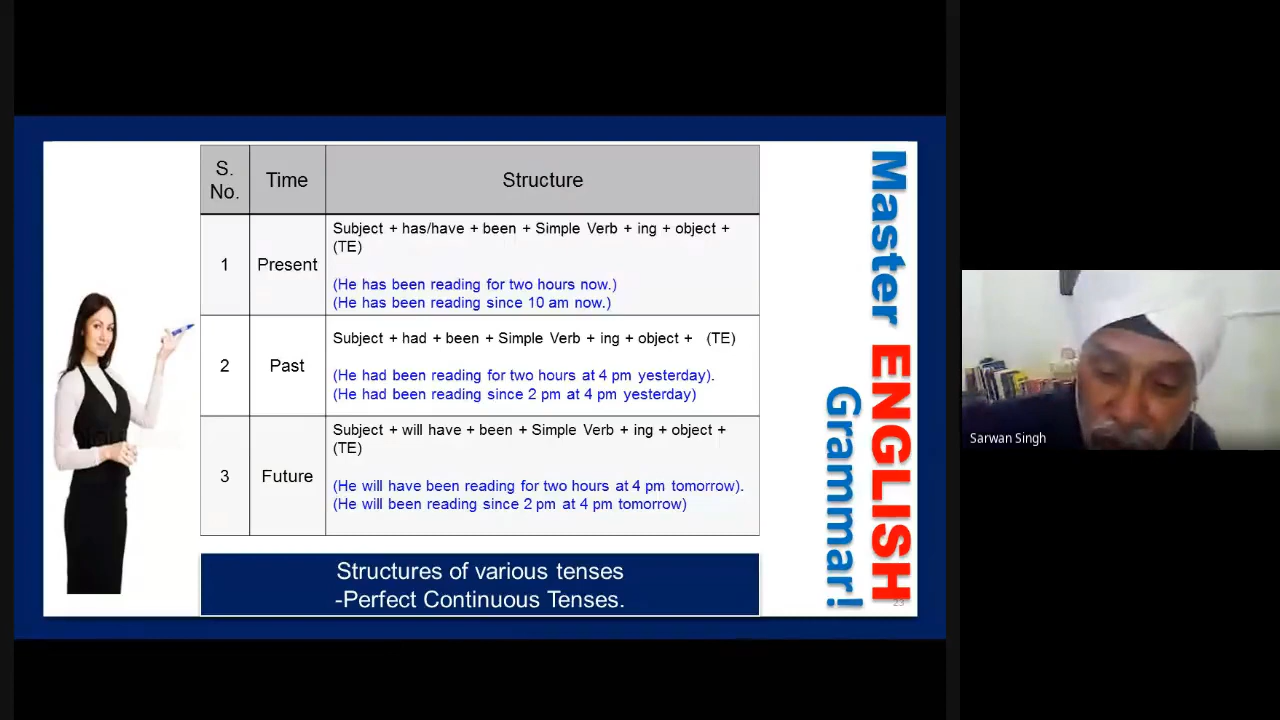 S.
No.
Time
Structure
1
Present
Subject + has/have + been + Simple Verb + ing + object +
(TE)
(He has been reading for two hours now.)
(He has been reading since 10 am now.)
2
Past
Subject + had + been + Simple Verb + ing + object + (TE)
(He had been reading for two hours at 4 pm yesterday).
(He had been reading since 2 pm at 4 pm yesterday)
3
Future
Subject + will have + been + Simple Verb + ing + object +
(TE)
(He will have been reading for two hours at 4 pm tomorrow).
(He will been reading since 2 pm at 4 pm tomorrow)
Structures of various tenses
-Perfect Continuous Tenses.
Master ENGLISH
Grammar!
23
Sarwan Singh